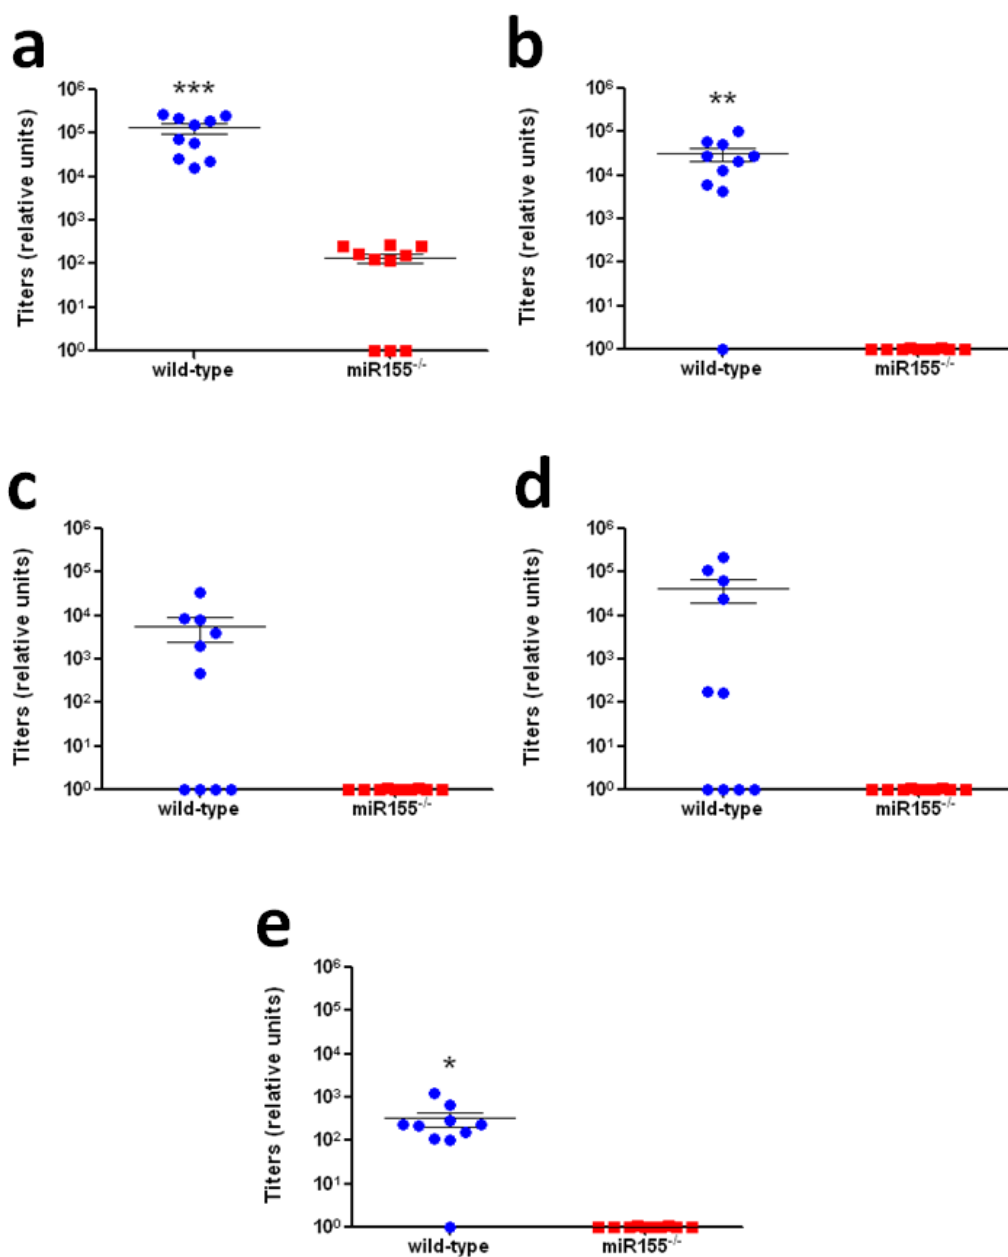 a
Titers (relative units)
10⁶
10⁵
10⁴
10³
10²
10¹
10⁰
***
wild-type
miR155⁻/⁻
b
Titers (relative units)
10⁶
10⁵
10⁴
10³
10²
10¹
10⁰
**
wild-type
miR155⁻/⁻
c
Titers (relative units)
10⁶
10⁵
10⁴
10³
10²
10¹
10⁰
wild-type
miR155⁻/⁻
d
Titers (relative units)
10⁶
10⁵
10⁴
10³
10²
10¹
10⁰
wild-type
miR155⁻/⁻
e
Titers (relative units)
10⁶
10⁵
10⁴
10³
10²
10¹
10⁰
*
wild-type
miR155⁻/⁻